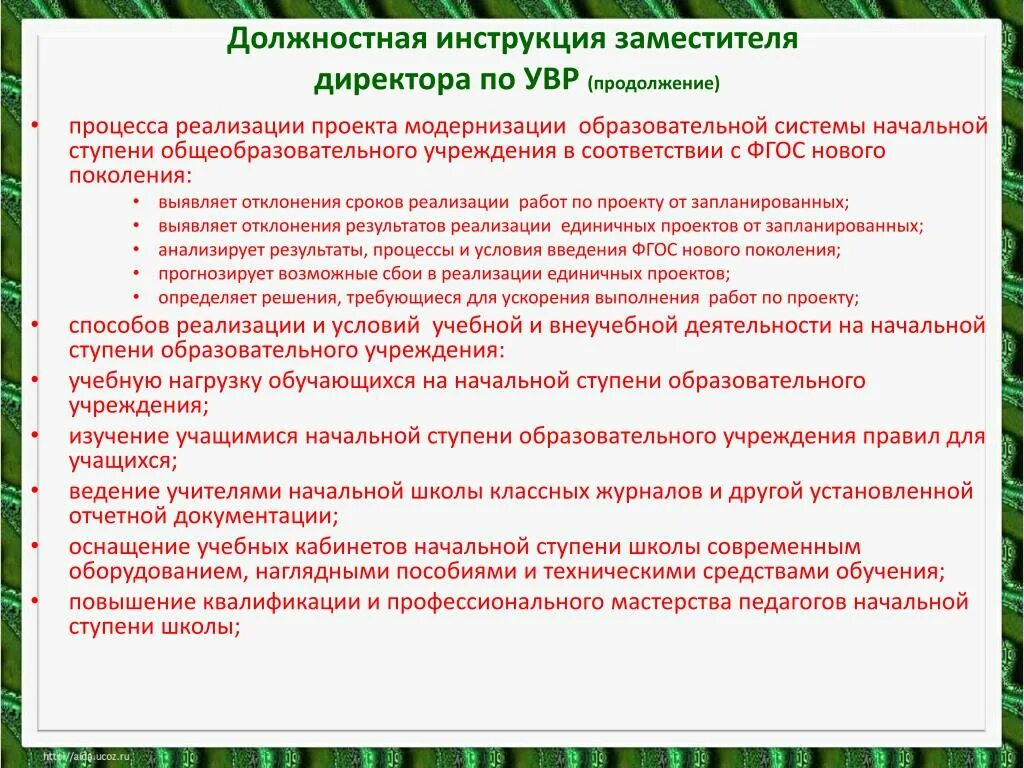 Должностная инструкция заместителя
директора по УВР (продолжение)
• процесса реализации проекта модернизации образовательной системы начальной
ступени общеобразовательного учреждения в соответствии с ФГОС нового
поколения:
• выявляет отклонения сроков реализации работ по проекту от запланированных;
• выявляет отклонения результатов реализации единичных проектов от запланированных;
• анализирует результаты, процессы и условия введения ФГОС нового поколения;
• прогнозирует возможные сбои в реализации единичных проектов;
• определяет решения, требующиеся для ускорения выполнения работ по проекту;
• способов реализации и условий учебной и внеучебной деятельности на начальной
ступени образовательного учреждения:
• учебную нагрузку обучающихся на начальной ступени образовательного
учреждения;
• изучение учащимися начальной ступени образовательного учреждения правил для
учащихся;
• ведение учителями начальной школы классных журналов и другой установленной
отчетной документации;
• оснащение учебных кабинетов начальной ступени школы современным
оборудованием, наглядными пособиями и техническими средствами обучения;
• повышение квалификации и профессионального мастерства педагогов начальной
ступени школы;
http://aida.ucoz.ru